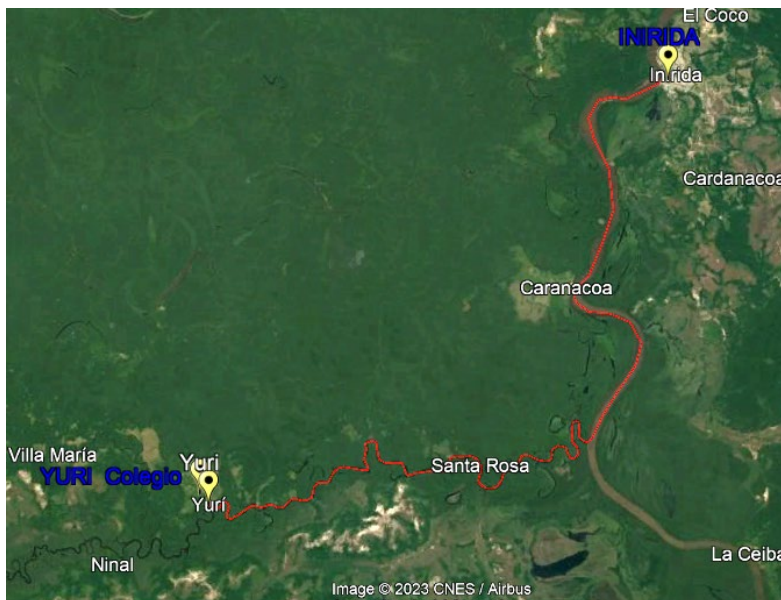 El Coco
INIRIDA
Inirida
Cardanacoa
Caranacoa
Santa Rosa
Villa María
Yuri
YURI Colegio
Yurí
Ninal
La Ceiba
Image © 2023 CNES / Airbus